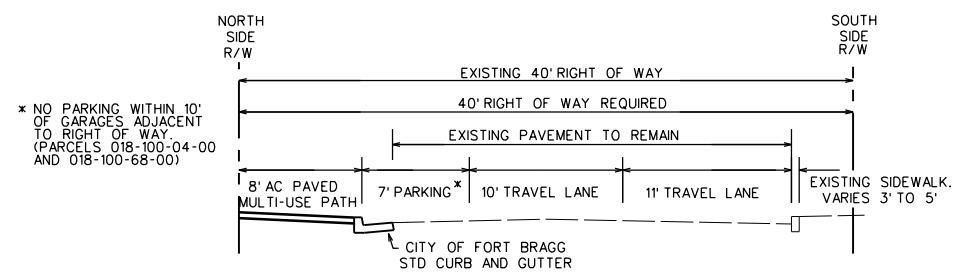 NORTH
SIDE
R/W
SOUTH
SIDE
R/W
EXISTING 40' RIGHT OF WAY
40' RIGHT OF WAY REQUIRED
* NO PARKING WITHIN 10'
OF GARAGES ADJACENT
TO RIGHT OF WAY.
(PARCELS 018-100-04-00
AND 018-100-68-00)
EXISTING PAVEMENT TO REMAIN
8' AC PAVED
MULTI-USE PATH
7' PARKING*
10' TRAVEL LANE
11' TRAVEL LANE
EXISTING SIDEWALK.
VARIES 3' TO 5'
CITY OF FORT BRAGG
STD CURB AND GUTTER